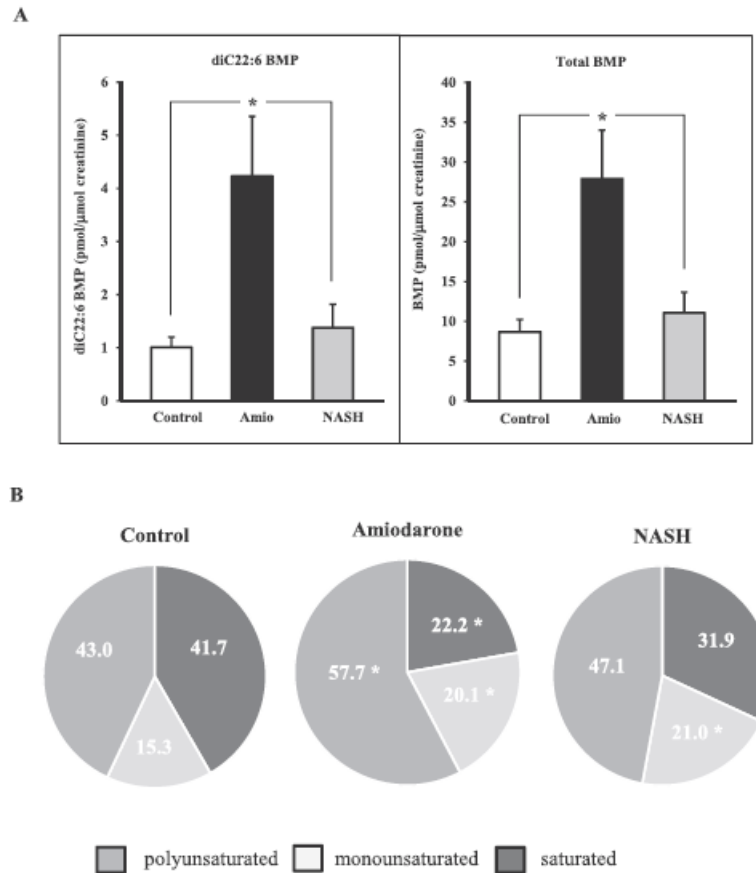 A
diC22:6 BMP
diC22:6 BMP (pmol/µmol creatinine)
6
5
4
3
2
1
0
*
Control Amio NASH
Total BMP
BMP (pmol/µmol creatinine)
40
35
30
25
20
15
10
5
0
*
Control Amio NASH
B
Control
43.0 41.7
15.3
Amiodarone
22.2 *
57.7 *
20.1 *
NASH
31.9
47.1
21.0 *
polyunsaturated monounsaturated saturated